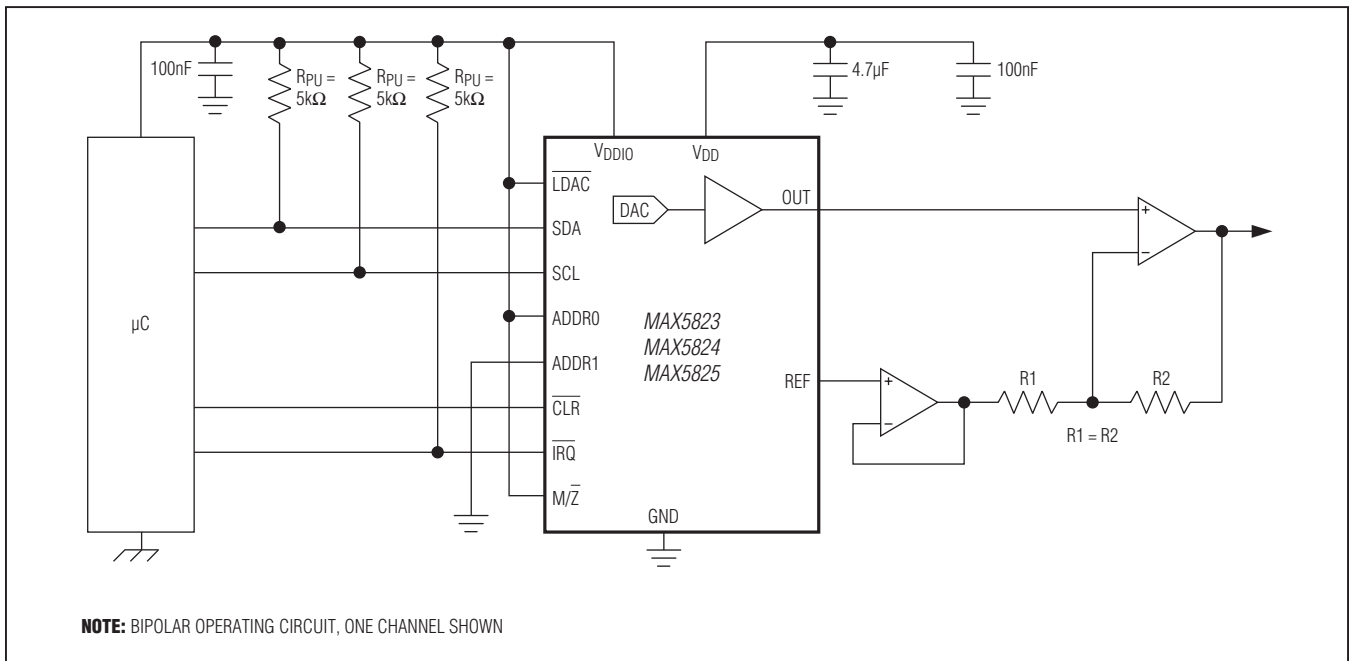 100nF
RPU =
5kΩ
RPU =
5kΩ
RPU =
5kΩ
4.7µF
100nF
VDDIO
VDD
LDAC
DAC
OUT
SDA
+
−
SCL
µC
ADDR0
MAX5823
MAX5824
MAX5825
ADDR1
REF
+
−
R1
R2
R1 = R2
CLR
IRQ
M/Z
GND
NOTE: BIPOLAR OPERATING CIRCUIT, ONE CHANNEL SHOWN